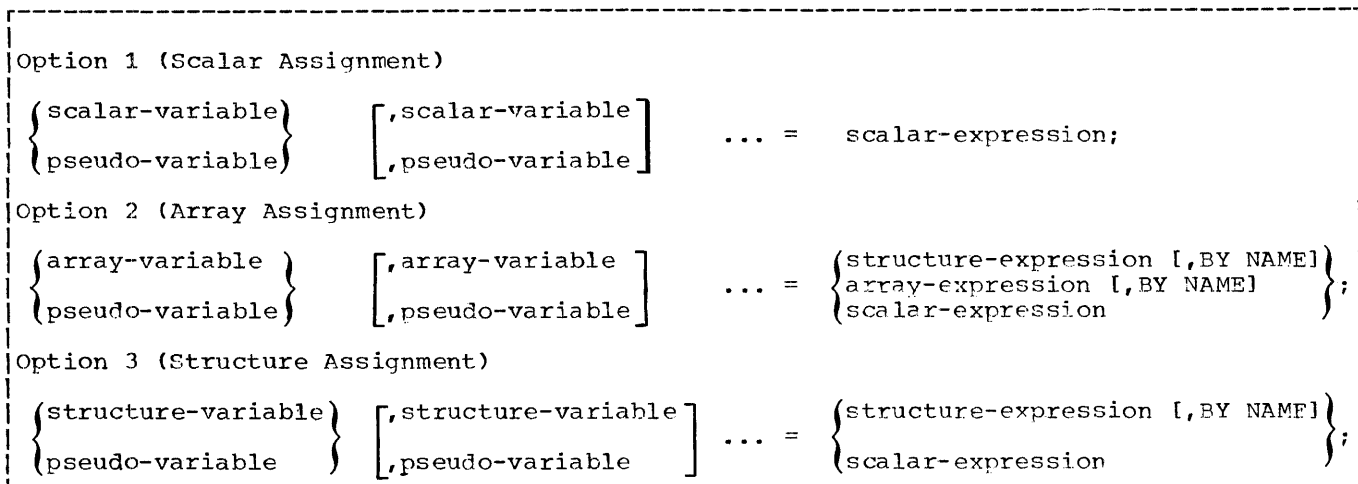 Option 1 (Scalar Assignment)
{scalar-variable} [,scalar-variable]
... = scalar-expression;
{pseudo-variable} [,pseudo-variable]
Option 2 (Array Assignment)
{array-variable } [,array-variable ] {structure-expression [,BY NAME]}
... = {array-expression [,BY NAME] };
{pseudo-variable} [,pseudo-variable] {scalar-expression }
Option 3 (Structure Assignment)
{structure-variable} [,structure-variable] {structure-expression [,BY NAME]}
... = ;
{pseudo-variable } [,pseudo-variable ] {scalar-expression }